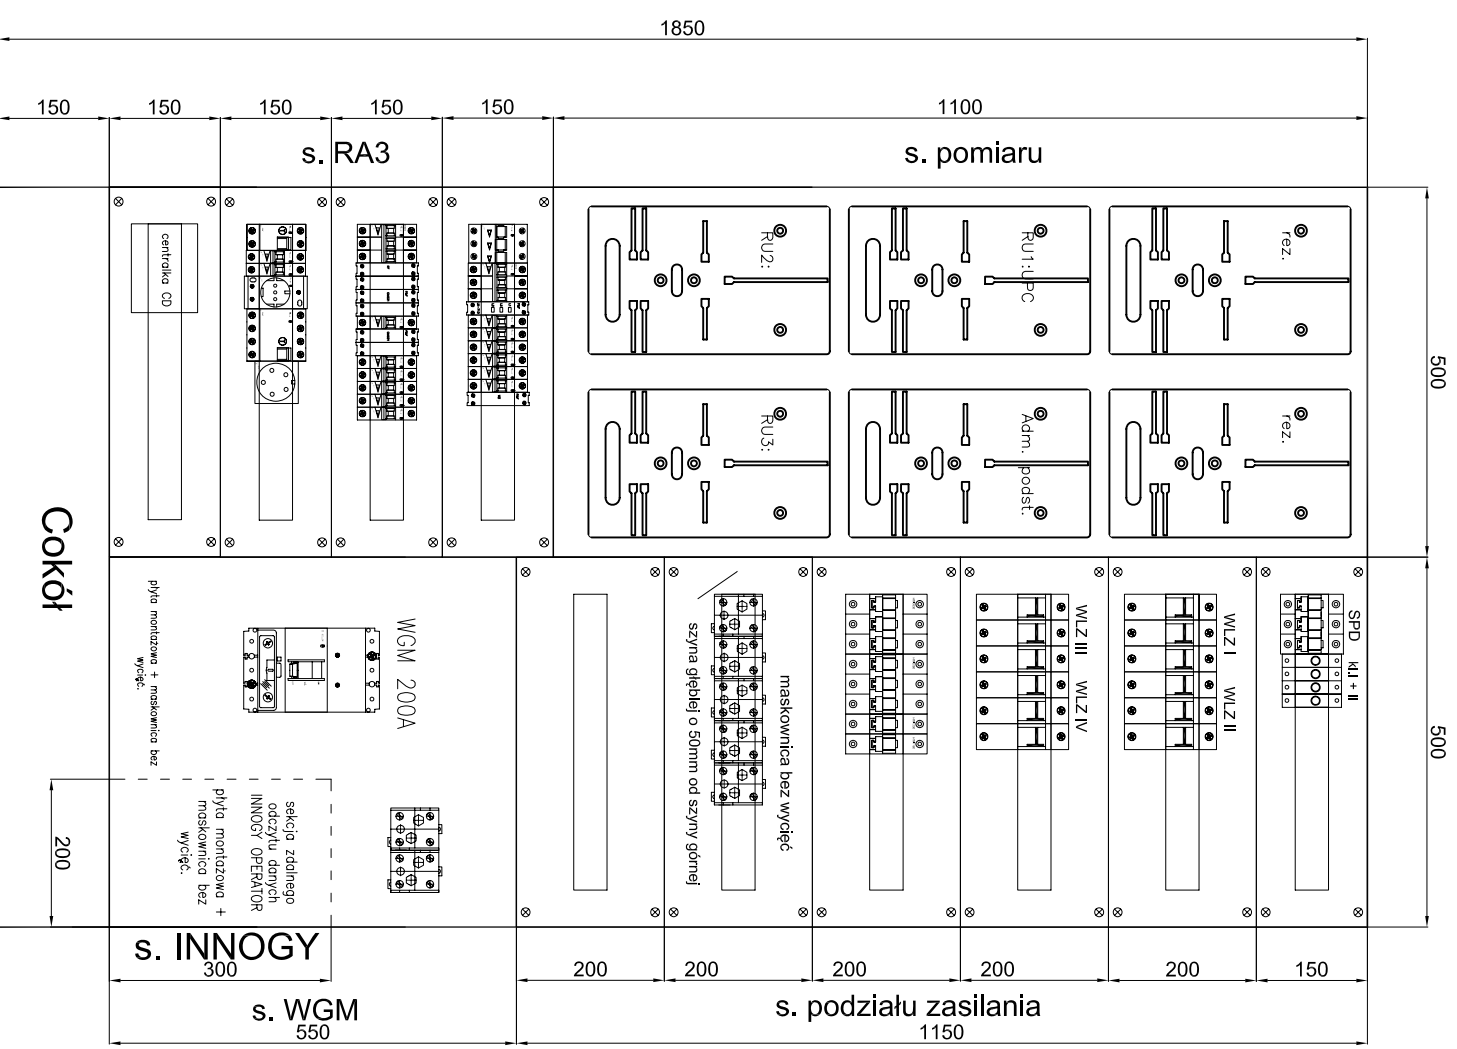 1850
150
150
150
150
150
1100
s. RA3
s. pomiaru
centralka CD
RU2:
RU1:UPC
rez.
RU3:
Adm. podst.
rez.
500
500
Cokół
płyta montażowa + maskownica bez
wycięć.
WGM 200A
szyna głębiej o 50mm od szyny górnej
maskownica bez wycięć
WLZ III
WLZ IV
WLZ I
WLZ II
SPD
kl.I + II
200
sekcja zdalnego
odczytu danych
INNOGY OPERATOR
płyta montażowa +
maskownica bez
wycięć.
s. INNOGY
300
200
200
200
200
200
150
s. WGM
s. podziału zasilania
550
1150